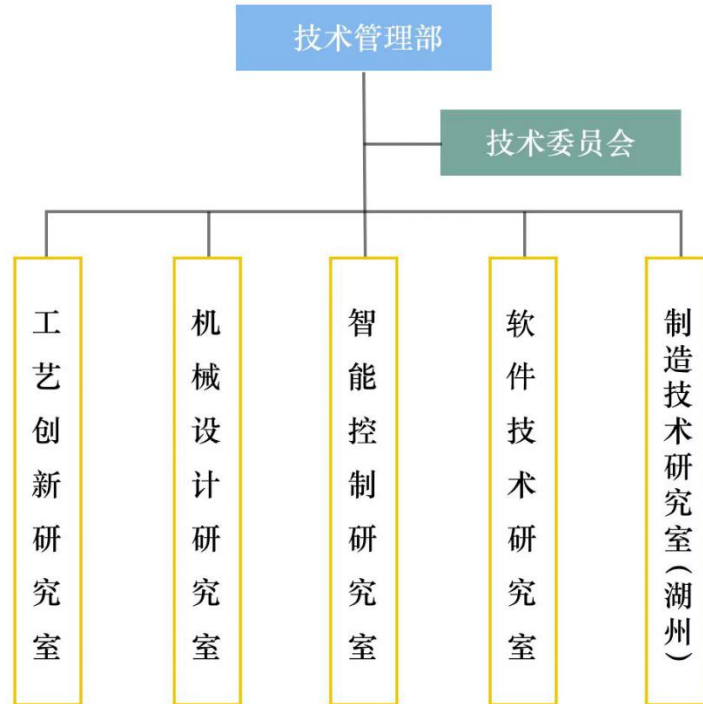 技术管理部
技术委员会
工艺创新研究室
机械设计研究室
智能控制研究室
软件技术研究室
制造技术研究室(湖州)